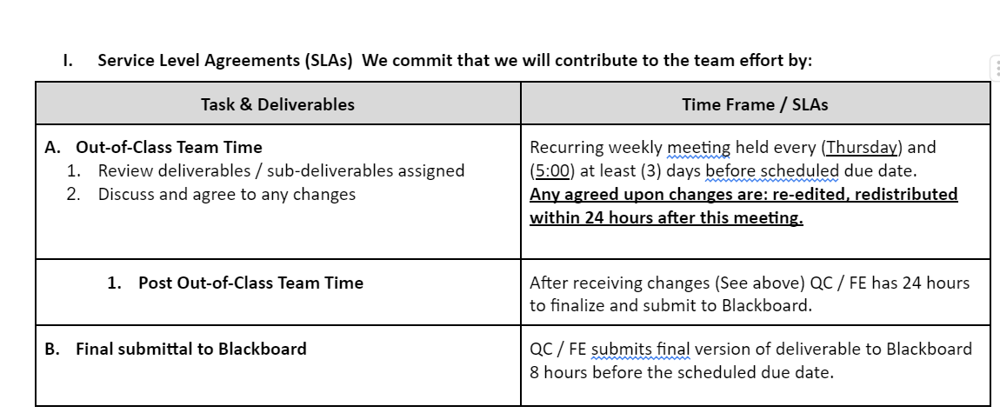 I. Service Level Agreements (SLAs) We commit that we will contribute to the team effort by:
Task & Deliverables
Time Frame / SLAs
A. Out-of-Class Team Time
1. Review deliverables / sub-deliverables assigned
2. Discuss and agree to any changes
Recurring weekly meeting held every (Thursday) and
(5:00) at least (3) days before scheduled due date.
Any agreed upon changes are: re-edited, redistributed
within 24 hours after this meeting.
1. Post Out-of-Class Team Time
After receiving changes (See above) QC / FE has 24 hours
to finalize and submit to Blackboard.
B. Final submittal to Blackboard
QC / FE submits final version of deliverable to Blackboard
8 hours before the scheduled due date.